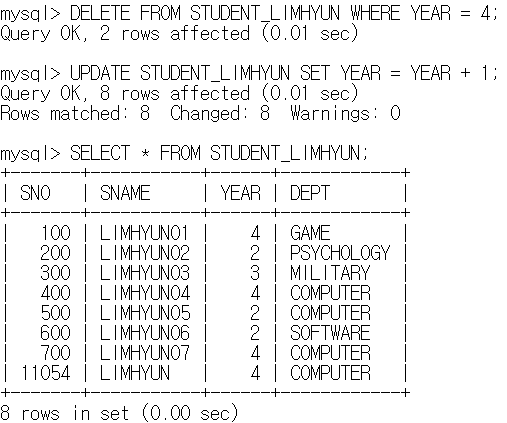 mysql> DELETE FROM STUDENT_LIMHYUN WHERE YEAR = 4;
Query OK, 2 rows affected (0.01 sec)
mysql> UPDATE STUDENT_LIMHYUN SET YEAR = YEAR + 1;
Query OK, 8 rows affected (0.01 sec)
Rows matched: 8  Changed: 8  Warnings: 0
mysql> SELECT * FROM STUDENT_LIMHYUN;
+-------+-----------+------+------------+
| SNO   | SNAME     | YEAR | DEPT       |
+-------+-----------+------+------------+
|   100 | LIMHYUN01 |    4 | GAME       |
|   200 | LIMHYUN02 |    2 | PSYCHOLOGY |
|   300 | LIMHYUN03 |    3 | MILITARY   |
|   400 | LIMHYUN04 |    4 | COMPUTER   |
|   500 | LIMHYUN05 |    2 | COMPUTER   |
|   600 | LIMHYUN06 |    2 | SOFTWARE   |
|   700 | LIMHYUN07 |    4 | COMPUTER   |
| 11054 | LIMHYUN   |    4 | COMPUTER   |
+-------+-----------+------+------------+
8 rows in set (0.00 sec)